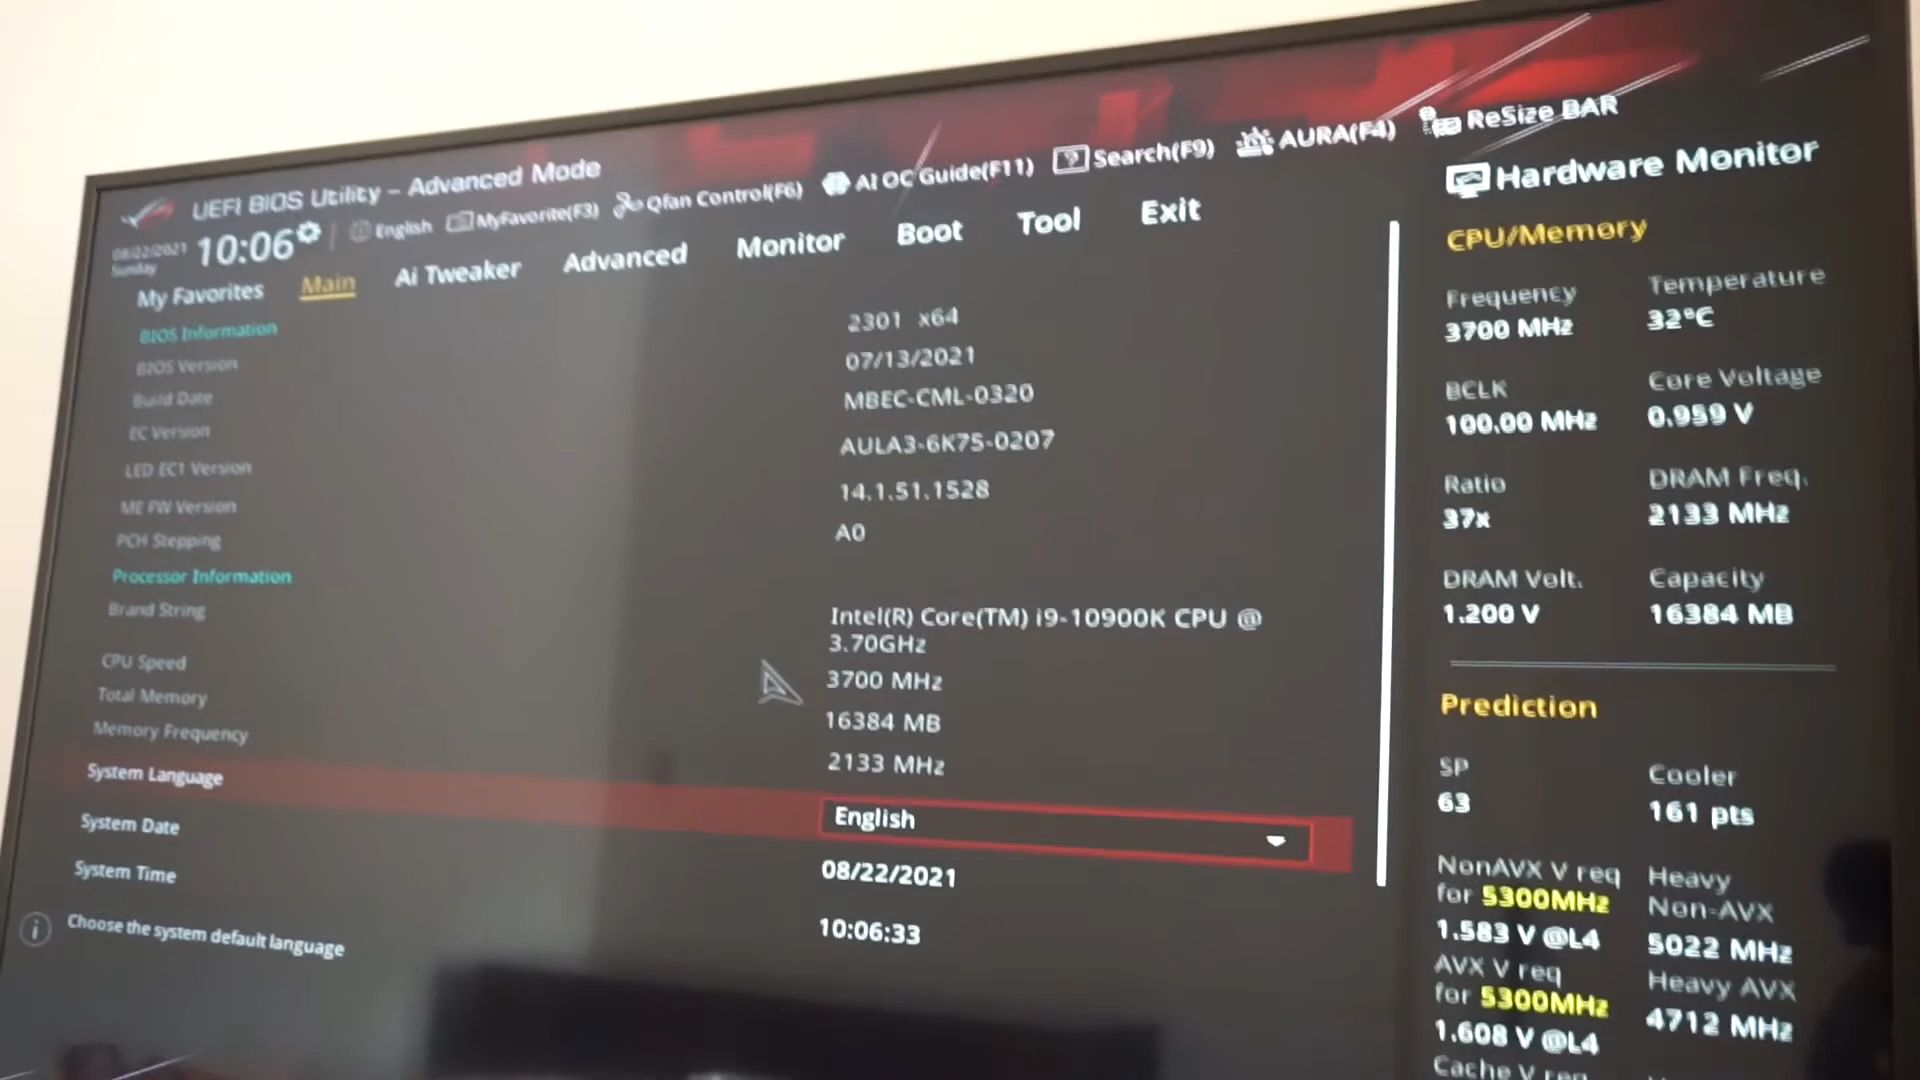 UEFI BIOS Utility – Advanced Mode
08/22/2021
Sunday
10:06
English
MyFavorite(F3)
Qfan Control(F6)
AI OC Guide(F11)
Search(F9)
AURA(F4)
ReSize BAR
My Favorites
Main
Ai Tweaker
Advanced
Monitor
Boot
Tool
Exit
BIOS Information
BIOS Version 2301 x64
Build Date 07/13/2021
EC Version MBEC-CML-0320
LED EC1 Version AULA3-6K75-0207
ME FW Version 14.1.51.1528
PCH Stepping A0
Processor Information
Brand String Intel(R) Core(TM) i9-10900K CPU @
3.70GHz
CPU Speed 3700 MHz
Total Memory 16384 MB
Memory Frequency 2133 MHz
System Language English
System Date 08/22/2021
System Time 10:06:33
Choose the system default language
Hardware Monitor
CPU/Memory
Frequency Temperature
3700 MHz 32°C
BCLK Core Voltage
100.00 MHz 0.959 V
Ratio DRAM Freq.
37x 2133 MHz
DRAM Volt. Capacity
1.200 V 16384 MB
Prediction
SP Cooler
63 161 pts
NonAVX V req Heavy
for 5300MHz Non-AVX
1.583 V @L4 5022 MHz
AVX V req Heavy AVX
for 5300MHz 4712 MHz
1.608 V @L4
Cache V req